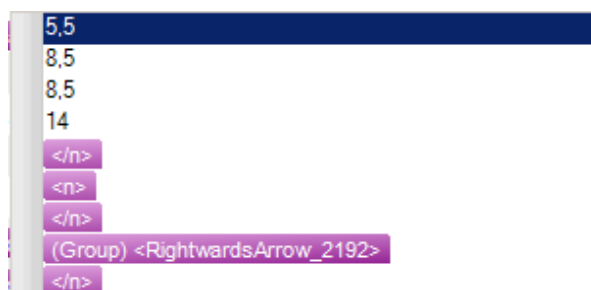 5,5
8,5
8,5
14
</n>
<n>
</n>
(Group) <RightwardsArrow_2192>
</n>